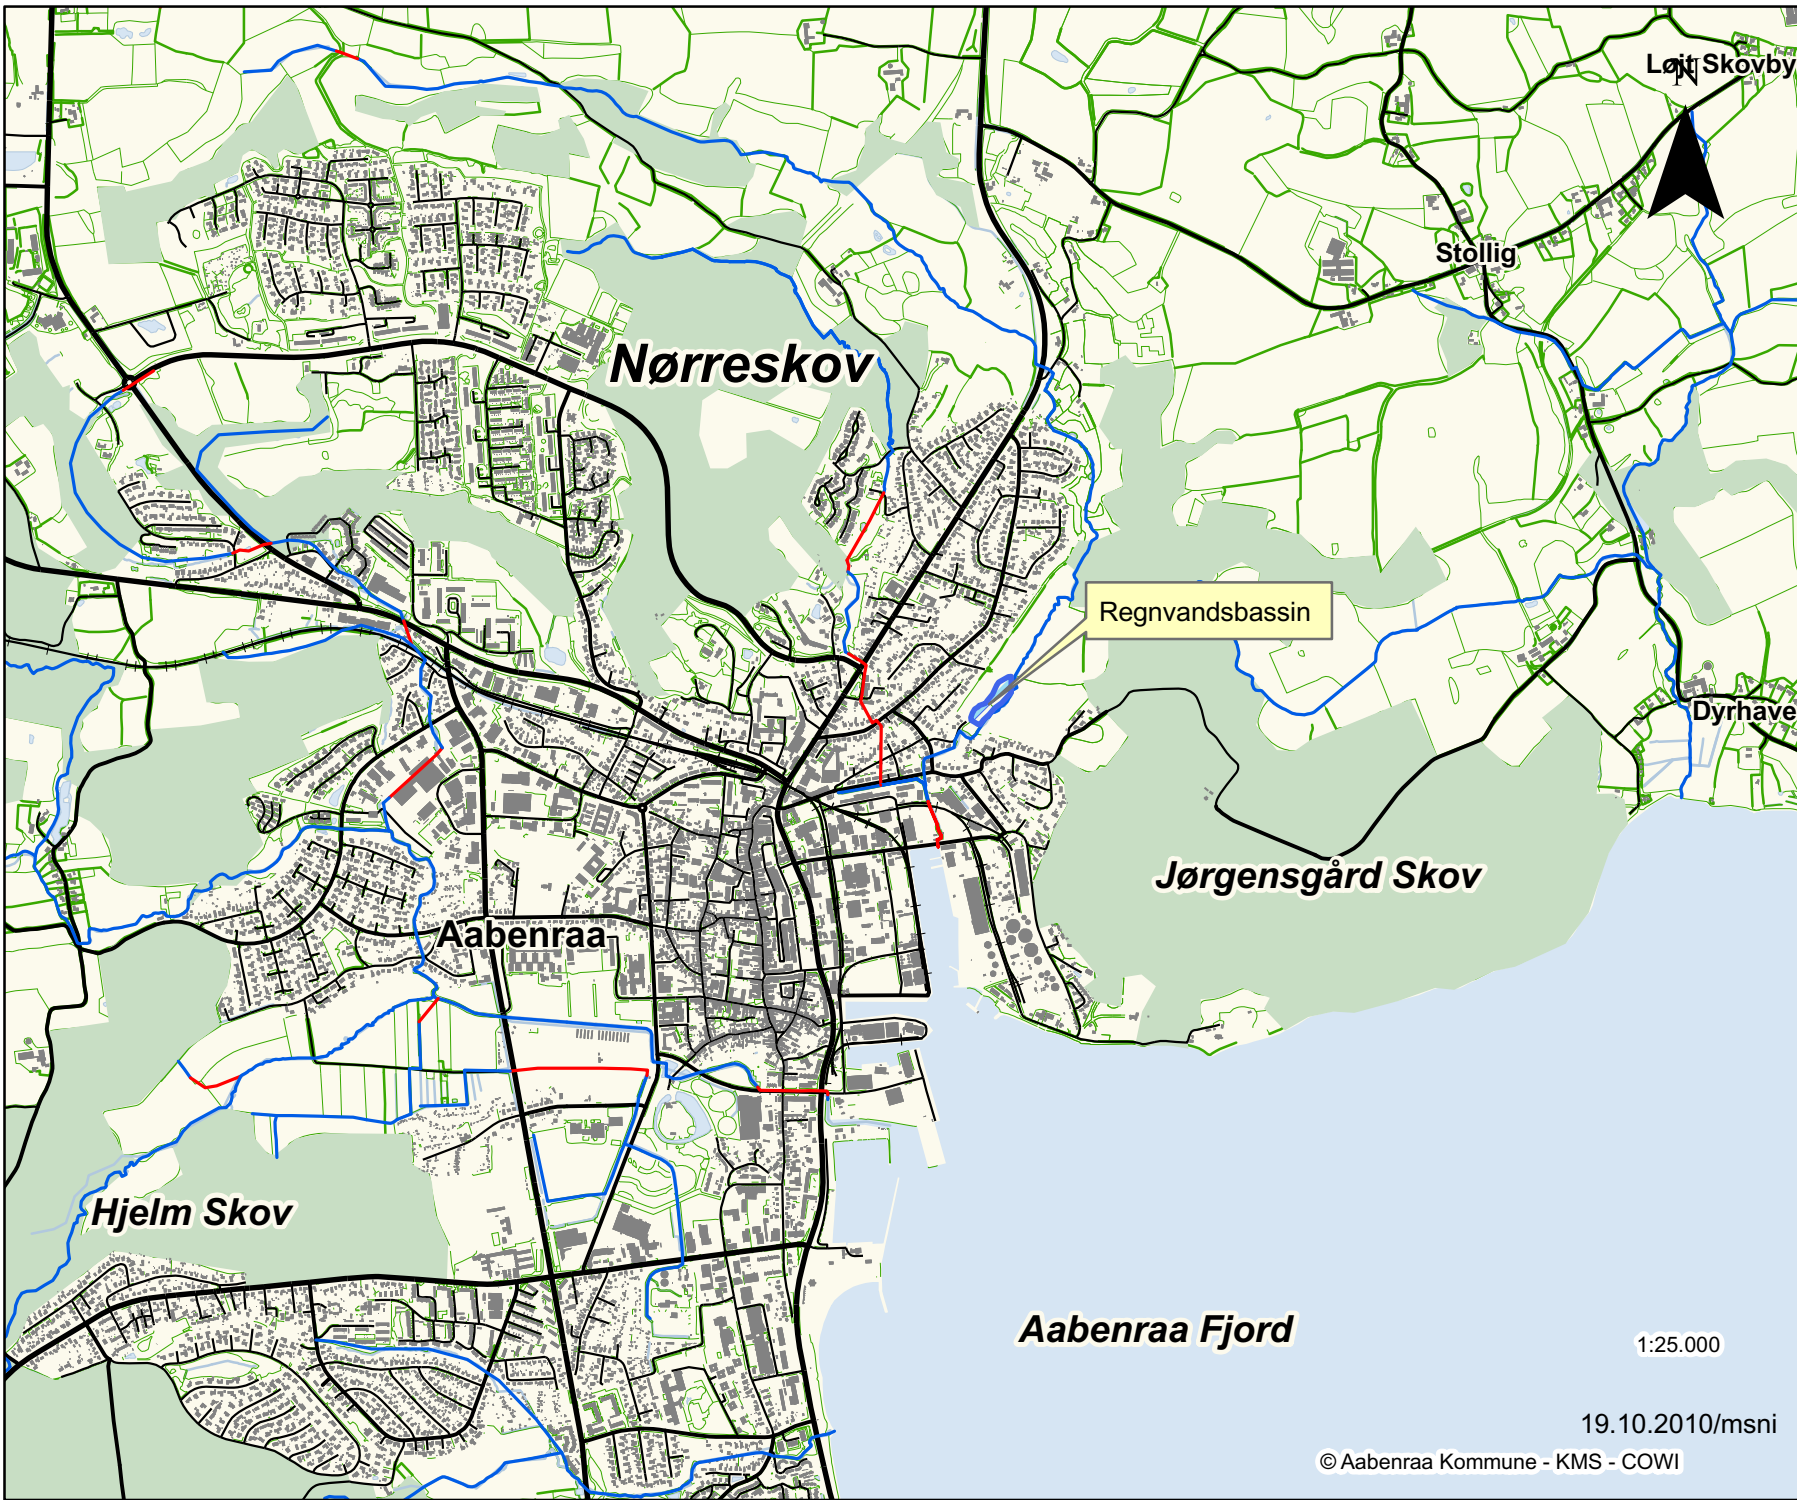 Løjt Skovby
N
Stollig
Nørreskov
Regnvandsbassin
Dyrhave
Jørgensgård Skov
Aabenraa
Hjelm Skov
Aabenraa Fjord
1:25.000
19.10.2010/msni
© Aabenraa Kommune - KMS - COWI